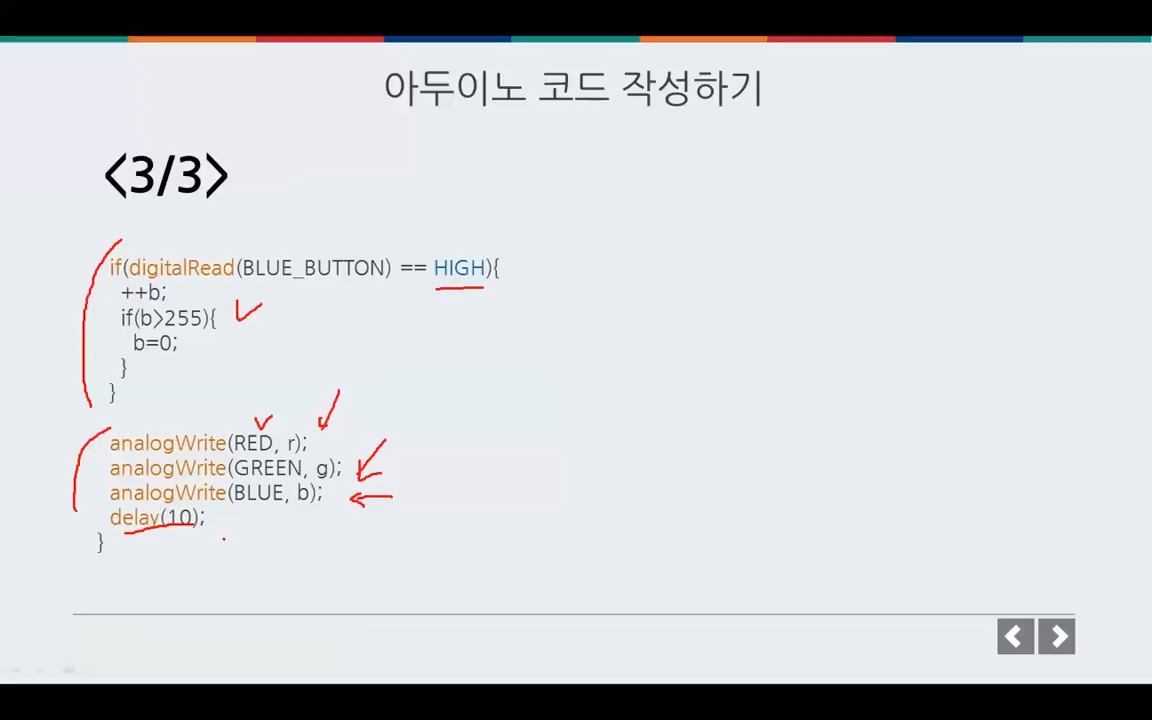 아두이노 코드 작성하기
<3/3>
if(digitalRead(BLUE_BUTTON) == HIGH){
++b;
if(b>255){
b=0;
}
}
analogWrite(RED, r);
analogWrite(GREEN, g);
analogWrite(BLUE, b);
delay(10);
}